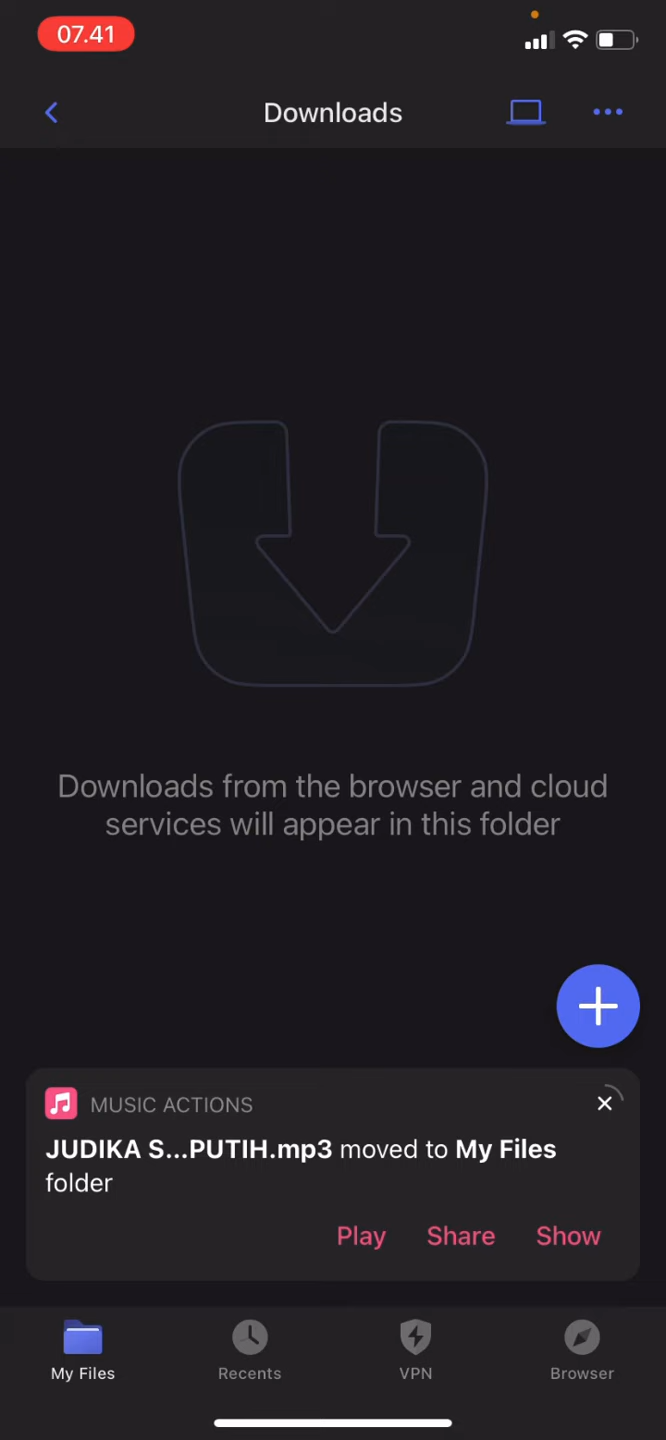 07.41
Downloads
Downloads from the browser and cloud
services will appear in this folder
MUSIC ACTIONS
JUDIKA S...PUTIH.mp3 moved to My Files
folder
Play Share Show
My Files Recents VPN Browser